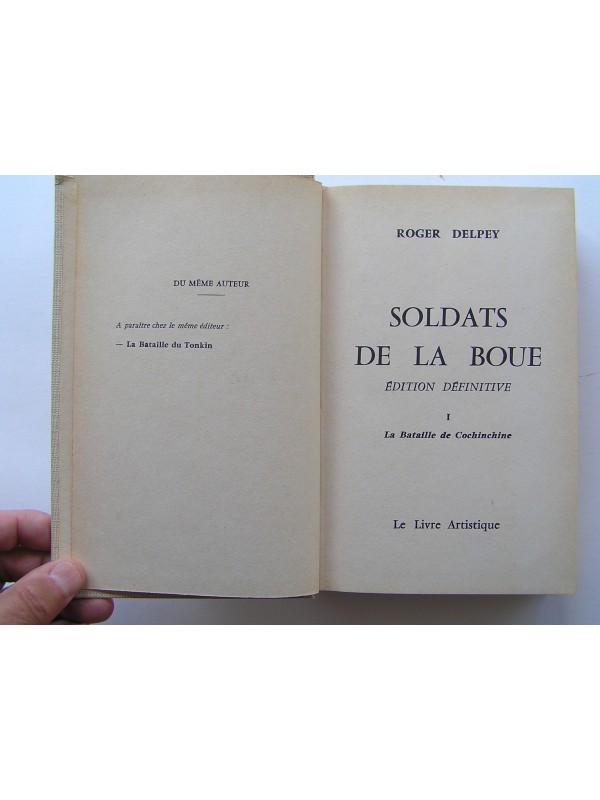 DU MÊME AUTEUR
A paraître chez le même éditeur :
— La Bataille du Tonkin
ROGER DELPEY
SOLDATS
DE LA BOUE
ÉDITION DÉFINITIVE
I
La Bataille de Cochinchine
Le Livre Artistique